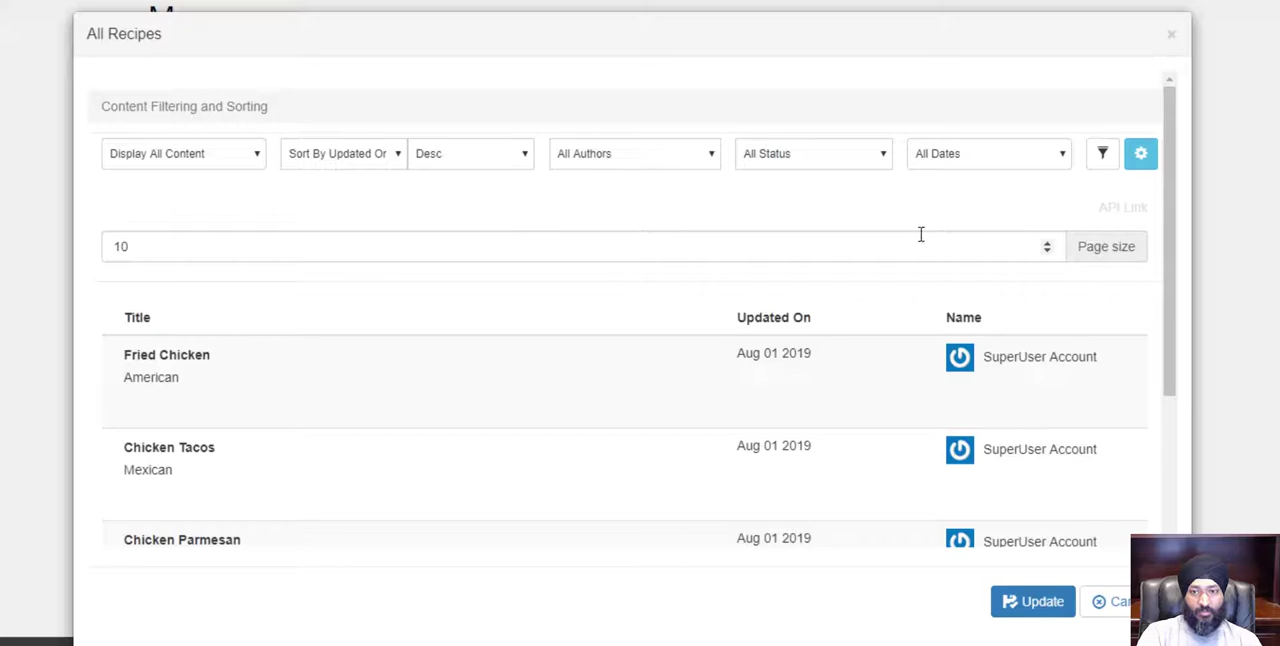 All Recipes ×
Content Filtering and Sorting
Display All Content Sort By Updated Or Desc All Authors All Status All Dates
API Link
10 Page size
Title Updated On Name
Fried Chicken Aug 01 2019 SuperUser Account
American
Chicken Tacos Aug 01 2019 SuperUser Account
Mexican
Chicken Parmesan Aug 01 2019 SuperUser Account
Update